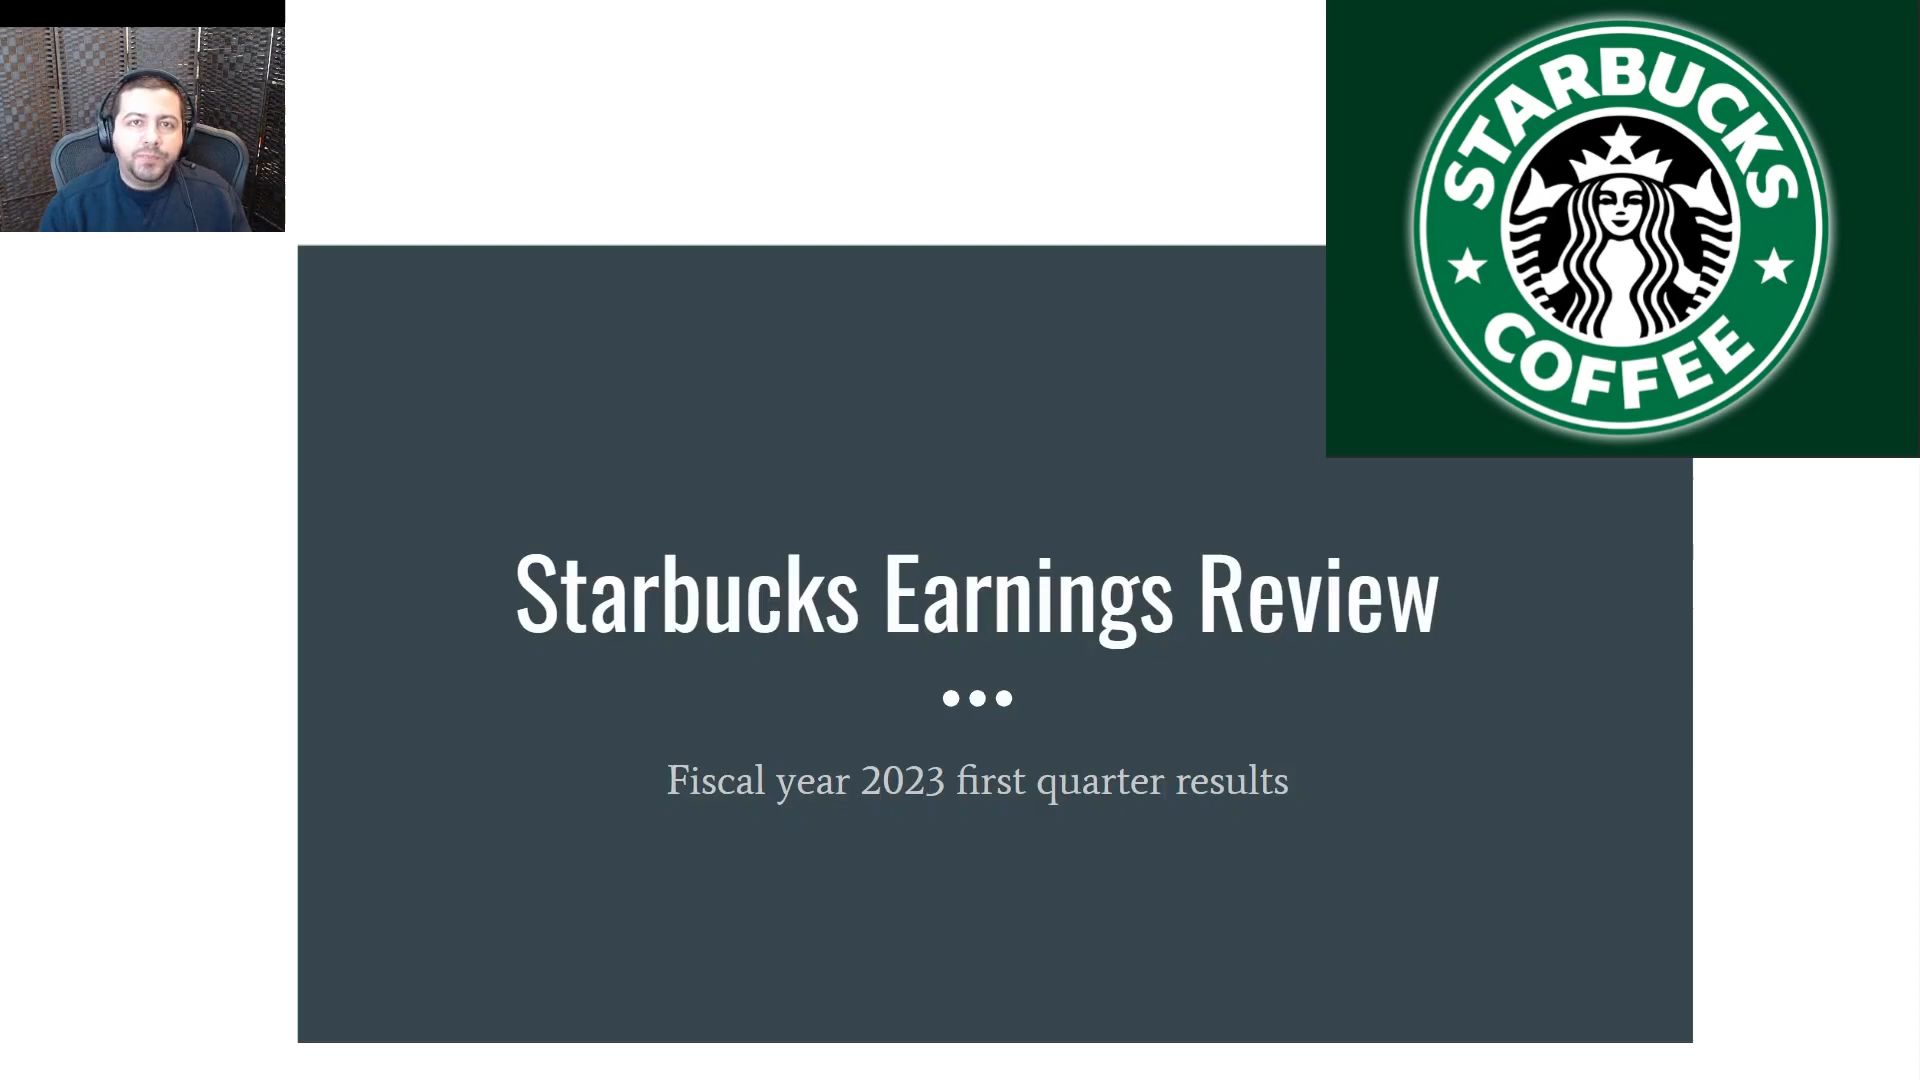 STARBUCKS
COFFEE
Starbucks Earnings Review
Fiscal year 2023 first quarter results